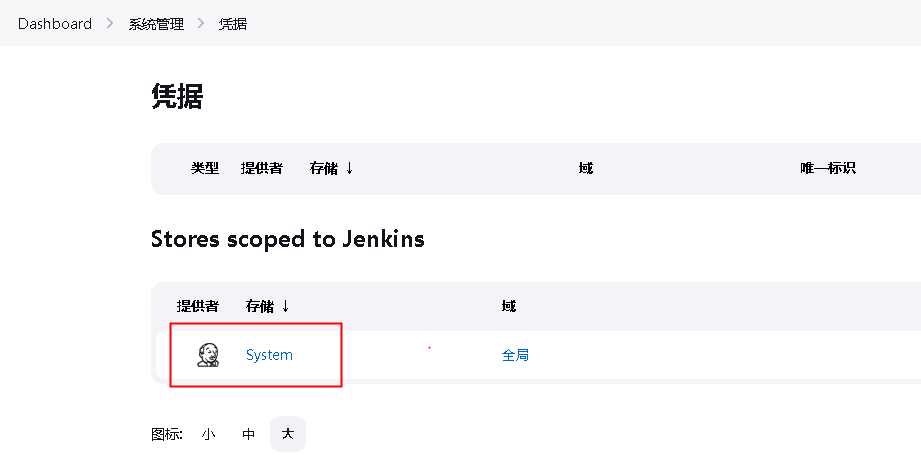 Dashboard > 系统管理 > 凭据
凭据
类型 提供者 存储 ↓ 域 唯一标识
Stores scoped to Jenkins
提供者 存储 ↓ 域
System 全局
图标: 小 中 大